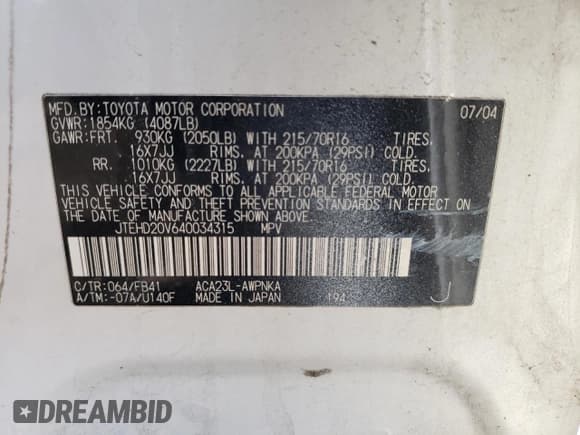 MFD.BY:TOYOTA MOTOR CORPORATION 07/04
GVWR:1854KG (4087LB)
GAWR:FRT. 930KG (2050LB) WITH 215/70R16 TIRES,
16X7JJ RIMS, AT 200KPA (29PSI) COLD.
RR. 1010KG (2227LB) WITH 215/70R16 TIRES,
16X7JJ RIMS, AT 200KPA (29PSI) COLD.
THIS VEHICLE CONFORMS TO ALL APPLICABLE FEDERAL MOTOR
VEHICLE SAFETY AND THEFT PREVENTION STANDARDS IN EFFECT ON
THE DATE OF MANUFACTURE SHOWN ABOVE.
JTEHD20V640034315 MPV
C/TR:064/FB41 ACA23L-AWPNKA
A/TM:-07A/U140F MADE IN JAPAN 194 J
DREAMBID